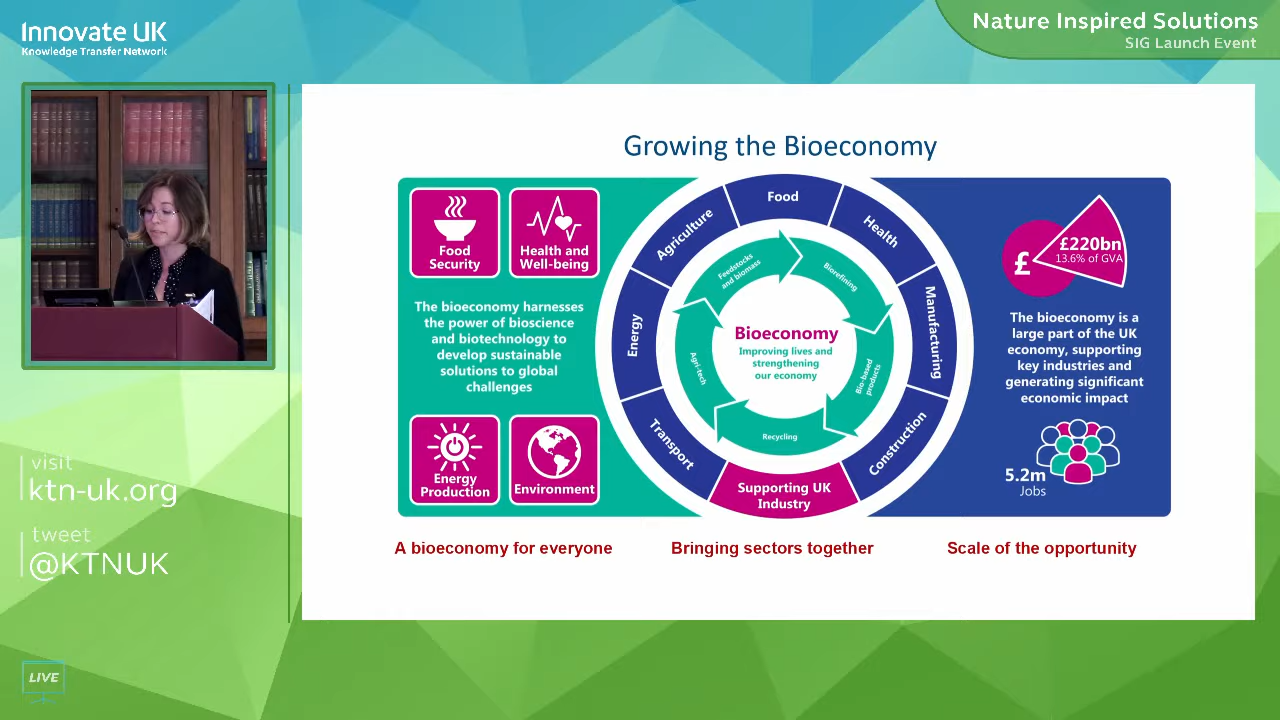 Innovate UK
Knowledge Transfer Network
Nature Inspired Solutions
SIG Launch Event
Growing the Bioeconomy
Food
Security
Health and
Well-being
The bioeconomy harnesses
the power of bioscience
and biotechnology to
develop sustainable
solutions to global
challenges
Energy
Production
Environment
Food
Health
Manufacturing
Construction
Supporting UK
Industry
Transport
Energy
Agriculture
Feedstocks
and biomass
Biorefining
Bio-based
products
Recycling
Agri-tech
Bioeconomy
Improving lives and
strengthening
our economy
£
£220bn
13.6% of GVA
The bioeconomy is a
large part of the UK
economy, supporting
key industries and
generating significant
economic impact
5.2m
Jobs
A bioeconomy for everyone
Bringing sectors together
Scale of the opportunity
visit
ktn-uk.org
tweet
@KTNUK
LIVE